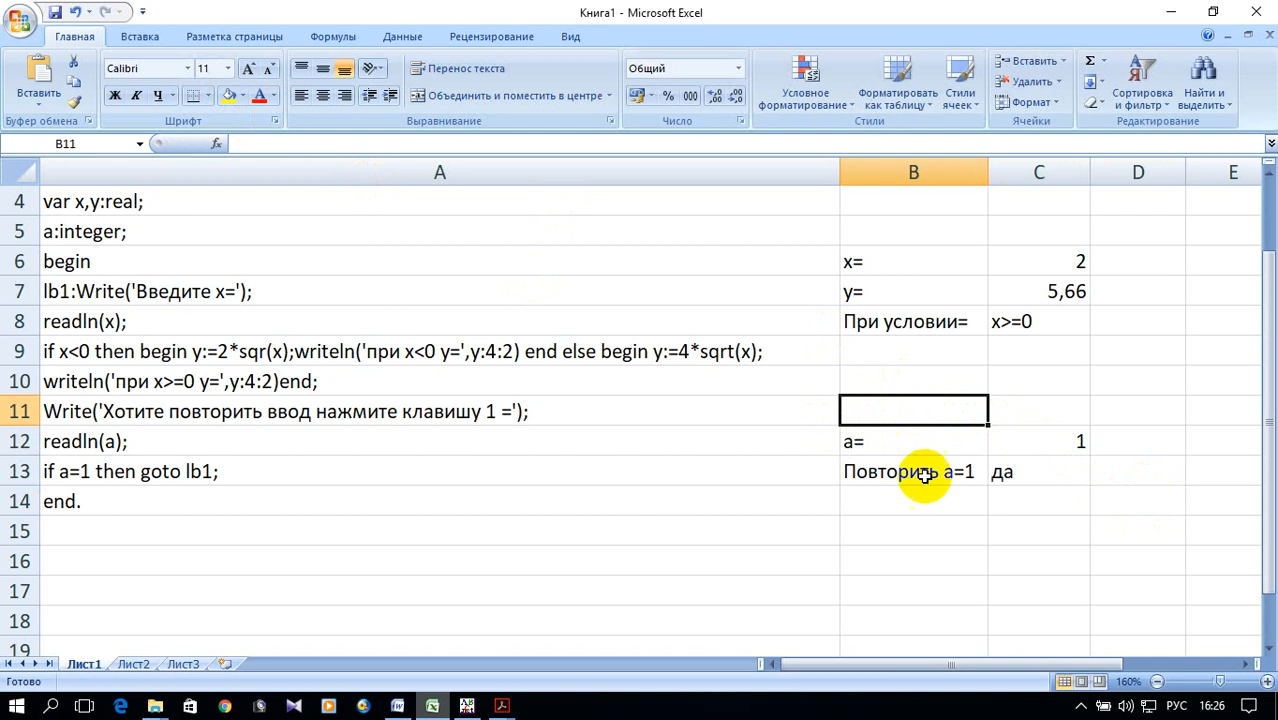 Книга1 - Microsoft Excel
Главная Вставка Разметка страницы Формулы Данные Рецензирование Вид
Вставить
Calibri 11
Ж К Ч
Перенос текста
Объединить и поместить в центре
Общий
% 000
Условное форматирование
Форматировать как таблицу
Стили ячеек
Вставить
Удалить
Формат
Сортировка и фильтр
Найти и выделить
Буфер обмена Шрифт Выравнивание Число Стили Ячейки Редактирование
B11 fx
A B C D E
4 var x,y:real;
5 a:integer;
6 begin x= 2
7 lb1:Write('Введите x='); y= 5,66
8 readln(x); При условии= x>=0
9 if x<0 then begin y:=2*sqr(x);writeln('при x<0 y=',y:4:2) end else begin y:=4*sqrt(x);
10 writeln('при x>=0 y=',y:4:2)end;
11 Write('Хотите повторить ввод нажмите клавишу 1 =');
12 readln(a); a= 1
13 if a=1 then goto lb1; Повторить a=1 да
14 end.
15
16
17
18
19
Лист1 Лист2 Лист3
Готово 160%
РУС 16:26